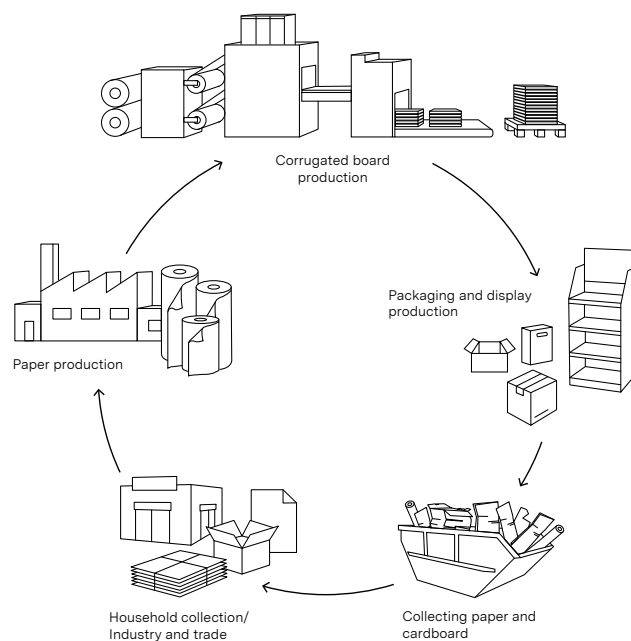 Corrugated board
production
Packaging and display
production
Paper production
Household collection/
Industry and trade
Collecting paper and
cardboard